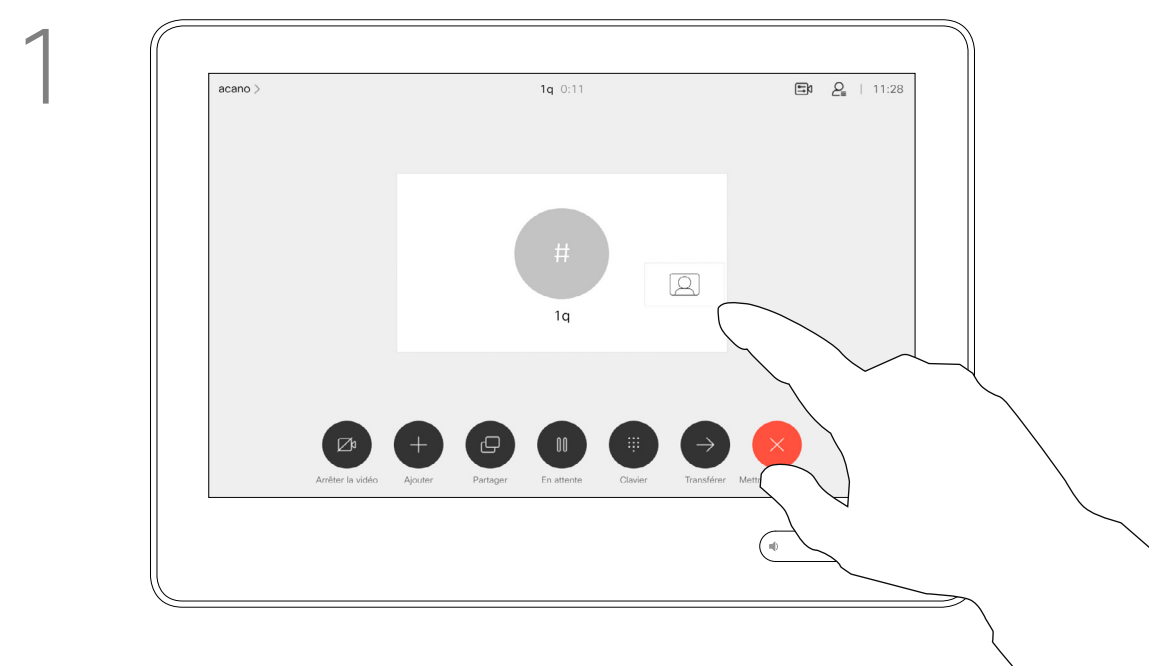 1
acano >
1q 0:11
11:28
#
1q
Arrêter la vidéo
Ajouter
Partager
En attente
Clavier
Transférer